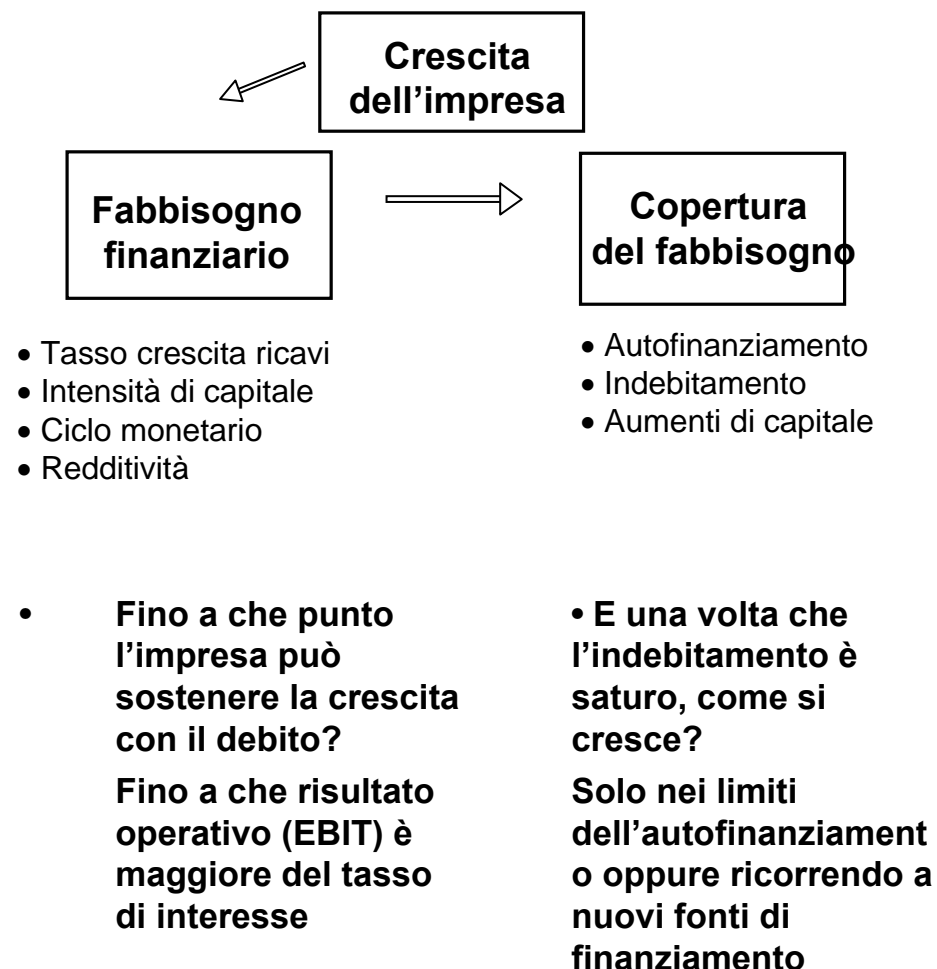 Crescita
dell’impresa
Fabbisogno
finanziario
Copertura
del fabbisogno
• Tasso crescita ricavi
• Intensità di capitale
• Ciclo monetario
• Redditività
• Autofinanziamento
• Indebitamento
• Aumenti di capitale
• Fino a che punto
l’impresa può
sostenere la crescita
con il debito?
Fino a che risultato
operativo (EBIT) è
maggiore del tasso
di interesse
• E una volta che
l’indebitamento è
saturo, come si
cresce?
Solo nei limiti
dell’autofinanziament
o oppure ricorrendo a
nuovi fonti di
finanziamento